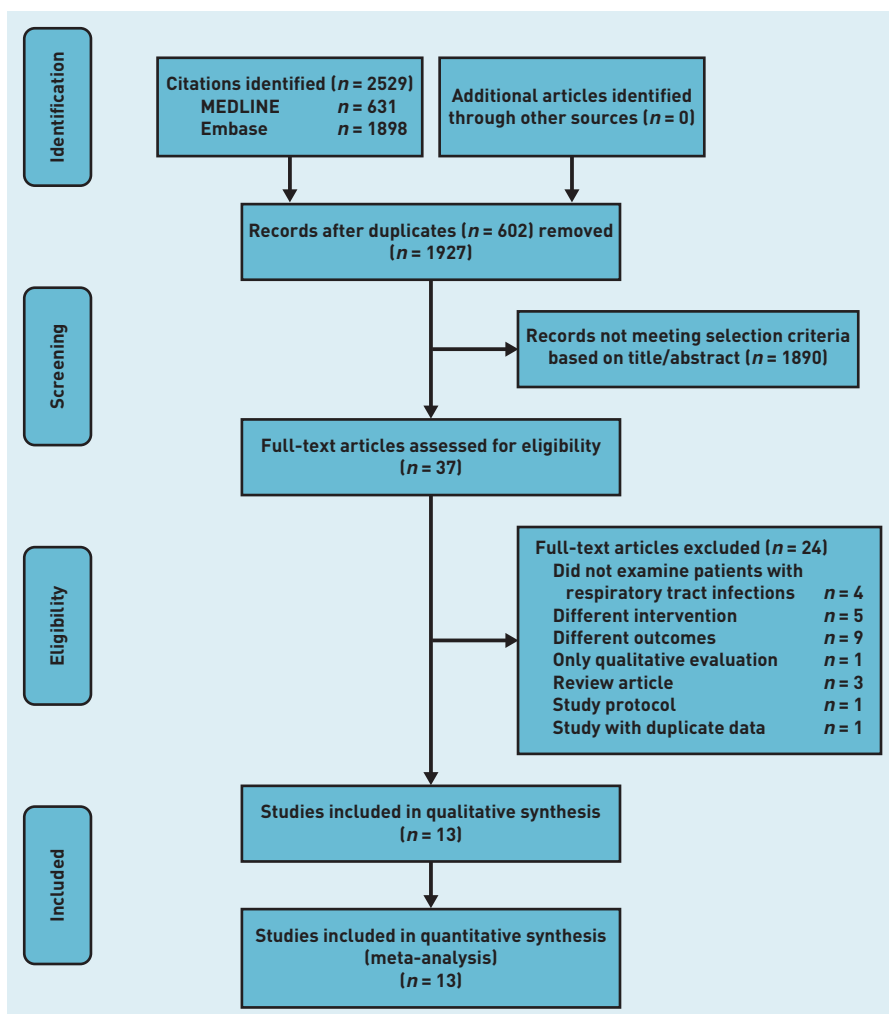 Identification
Citations identified (n = 2529)
MEDLINE n = 631
Embase n = 1898
Additional articles identified
through other sources (n = 0)
Records after duplicates (n = 602) removed
(n = 1927)
Screening
Records not meeting selection criteria
based on title/abstract (n = 1890)
Full-text articles assessed for eligibility
(n = 37)
Eligibility
Full-text articles excluded (n = 24)
Did not examine patients with
respiratory tract infections n = 4
Different intervention n = 5
Different outcomes n = 9
Only qualitative evaluation n = 1
Review article n = 3
Study protocol n = 1
Study with duplicate data n = 1
Included
Studies included in qualitative synthesis
(n = 13)
Studies included in quantitative synthesis
(meta-analysis)
(n = 13)